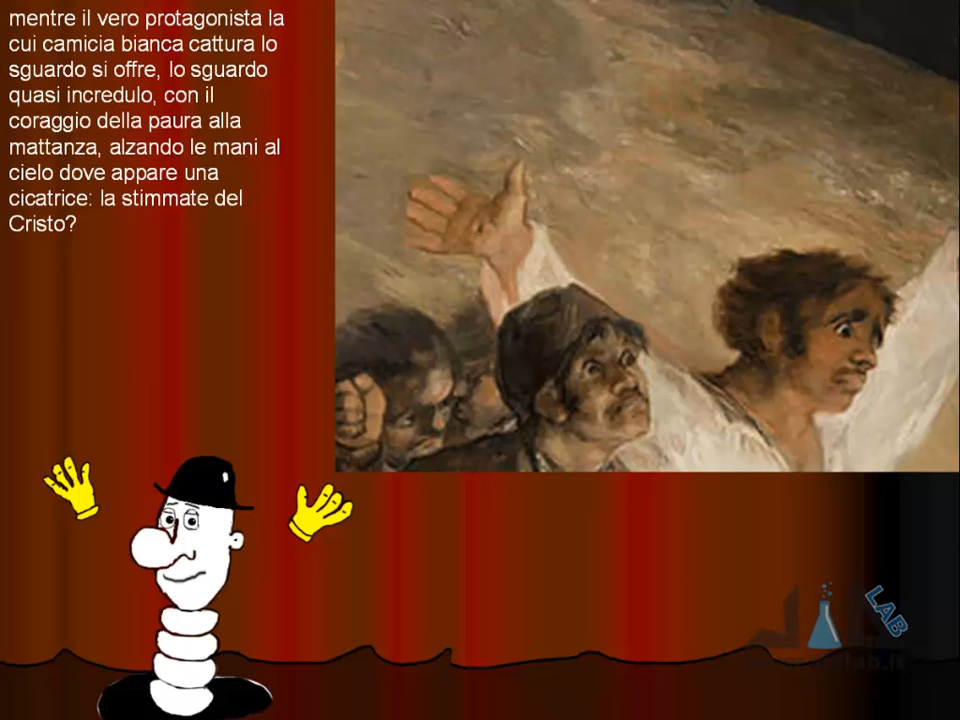 mentre il vero protagonista la
cui camicia bianca cattura lo
sguardo si offre, lo sguardo
quasi incredulo, con il
coraggio della paura alla
mattanza, alzando le mani al
cielo dove appare una
cicatrice: la stimmate del
Cristo?
LAB